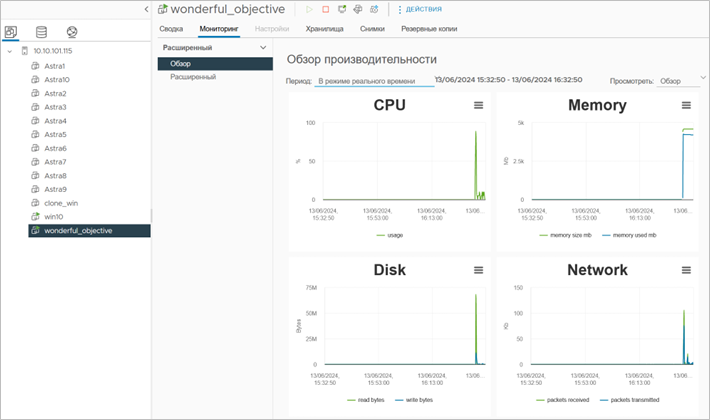 wonderful_objective
ДЕЙСТВИЯ
Сводка Мониторинг Настройки Хранилища Снимки Резервные копии
10.10.101.115
Astra1
Astra10
Astra2
Astra3
Astra4
Astra5
Astra6
Astra7
Astra8
Astra9
clone_win
win10
wonderful_objective
Расширенный
Обзор
Расширенный
Обзор производительности
Период: В режиме реального времени 13/06/2024 15:32:50 - 13/06/2024 16:32:50 Просмотреть: Обзор
CPU
100
50
0
%
13/06/2024, 13/06/2024, 13/06/2024, 13/06...
15:32:50 15:53:00 16:13:00
usage
Memory
5k
2.5k
0
Mb
13/06/2024, 13/06/2024, 13/06/2024, 13/06...
15:32:50 15:53:00 16:13:00
memory size mb memory used mb
Disk
75M
50M
25M
0
Bytes
13/06/2024, 13/06/2024, 13/06/2024, 13/06...
15:32:50 15:53:00 16:13:00
read bytes write bytes
Network
150
100
50
0
Kb
13/06/2024, 13/06/2024, 13/06/2024, 13/06...
15:32:50 15:53:00 16:13:00
packets received packets transmitted